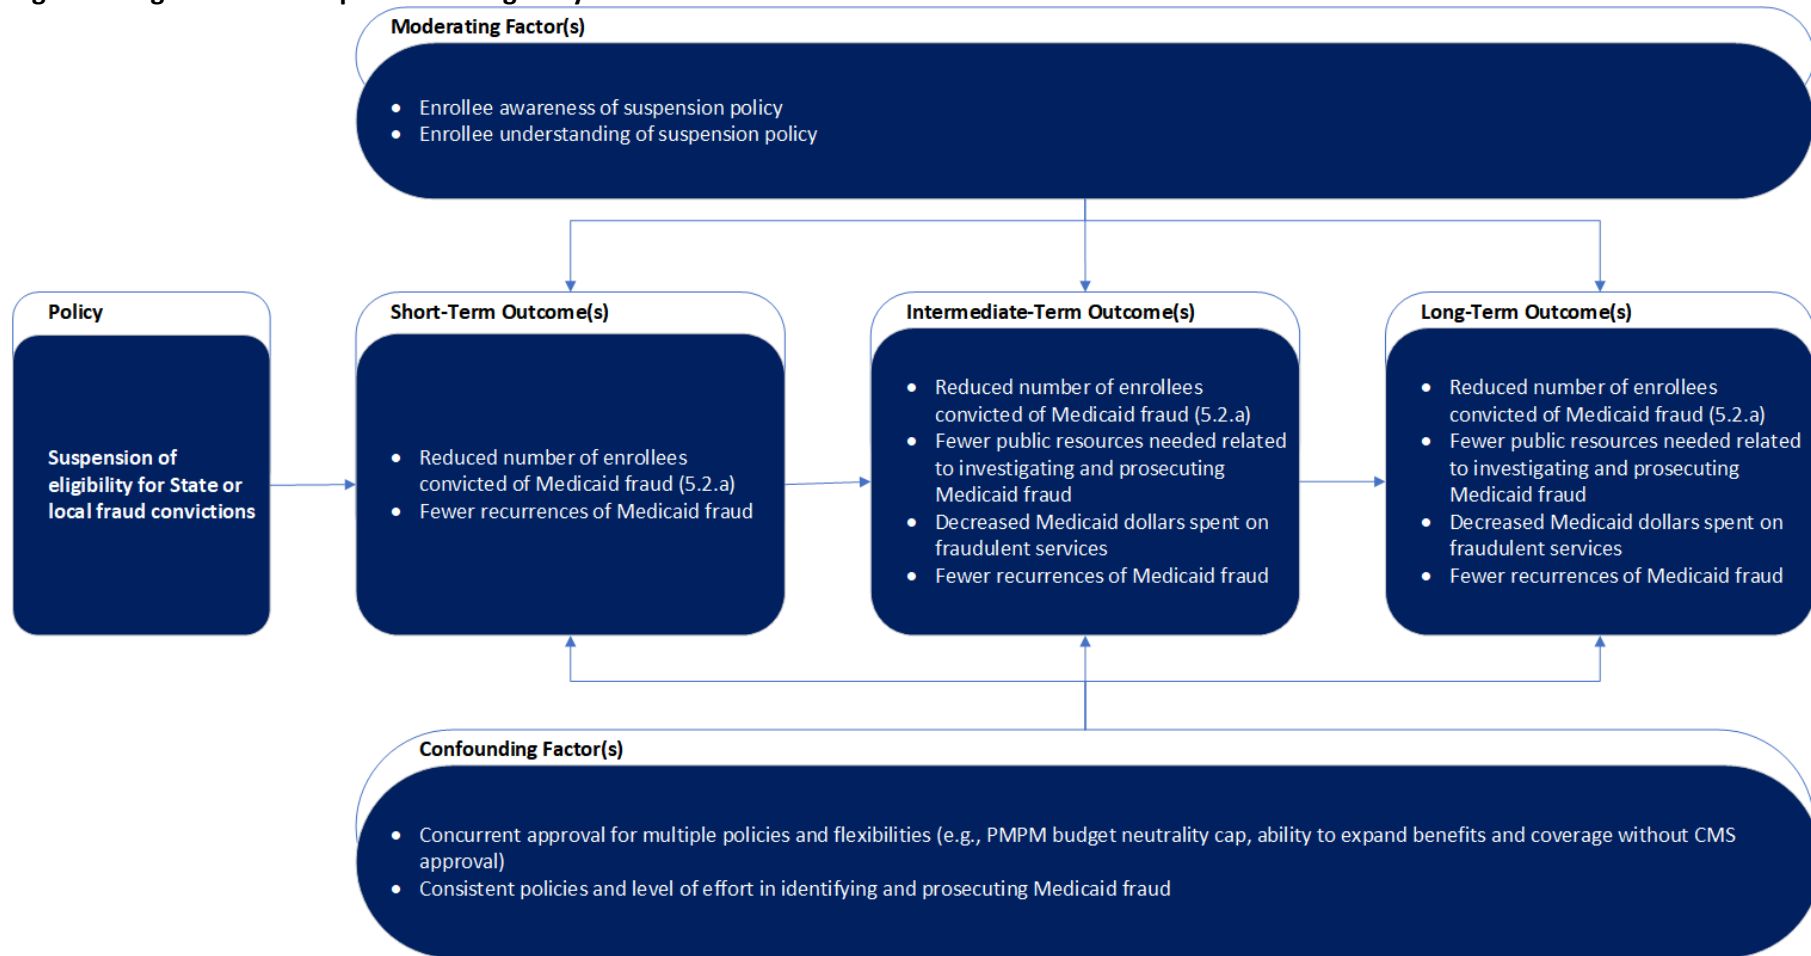 Moderating Factor(s)
• Enrollee awareness of suspension policy
• Enrollee understanding of suspension policy
Policy
Suspension of
eligibility for State or
local fraud convictions
Short-Term Outcome(s)
• Reduced number of enrollees
convicted of Medicaid fraud (5.2.a)
• Fewer recurrences of Medicaid fraud
Intermediate-Term Outcome(s)
• Reduced number of enrollees
convicted of Medicaid fraud (5.2.a)
• Fewer public resources needed related
to investigating and prosecuting
Medicaid fraud
• Decreased Medicaid dollars spent on
fraudulent services
• Fewer recurrences of Medicaid fraud
Long-Term Outcome(s)
• Reduced number of enrollees
convicted of Medicaid fraud (5.2.a)
• Fewer public resources needed related
to investigating and prosecuting
Medicaid fraud
• Decreased Medicaid dollars spent on
fraudulent services
• Fewer recurrences of Medicaid fraud
Confounding Factor(s)
• Concurrent approval for multiple policies and flexibilities (e.g., PMPM budget neutrality cap, ability to expand benefits and coverage without CMS
approval)
• Consistent policies and level of effort in identifying and prosecuting Medicaid fraud